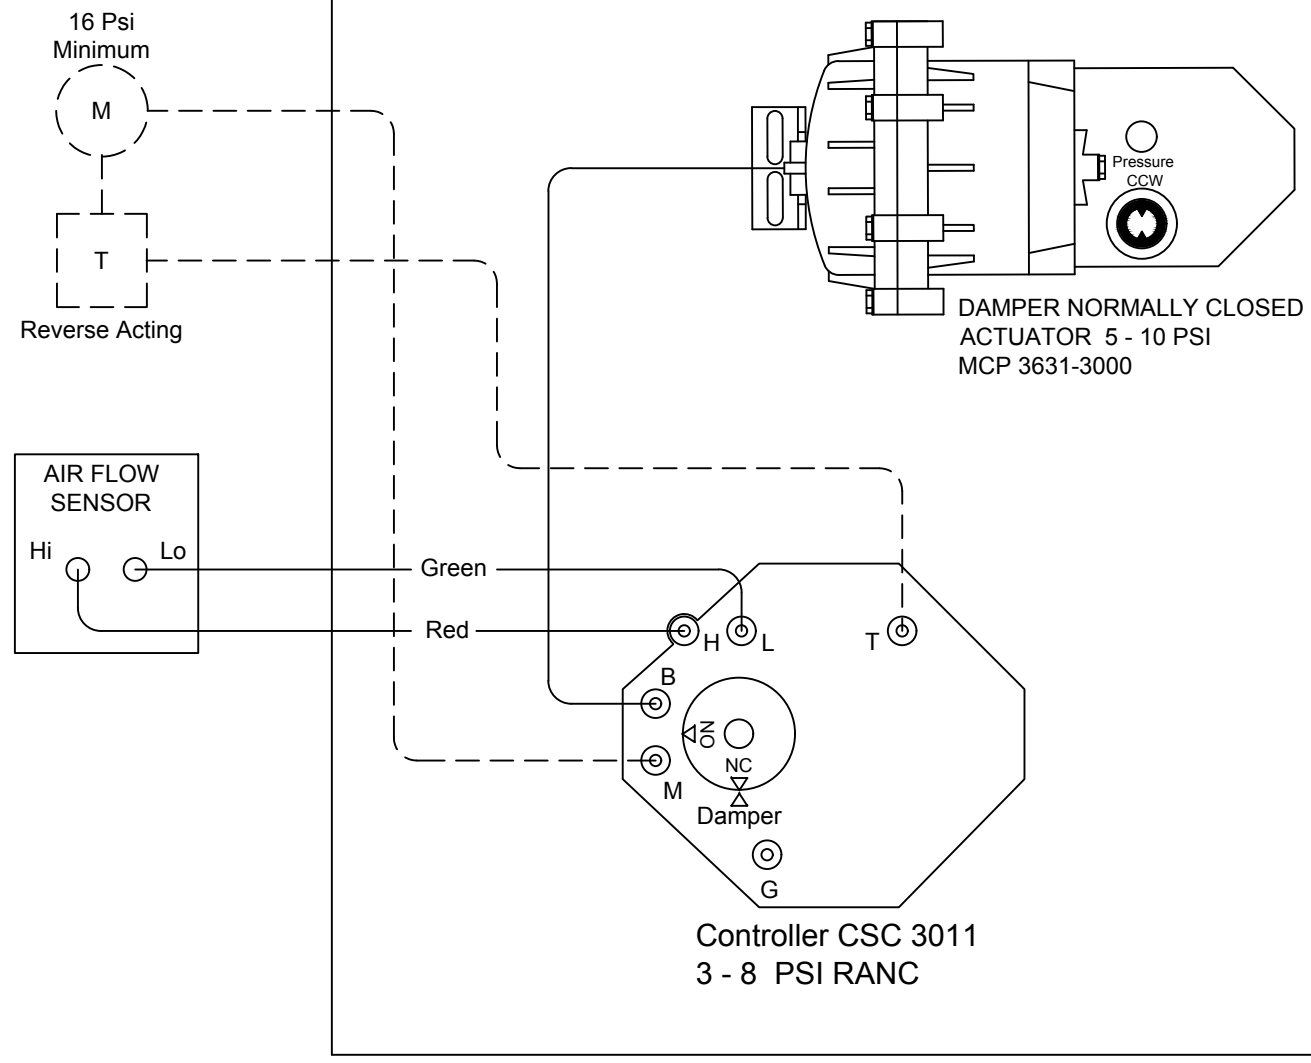 16 Psi
Minimum
M
T
Reverse Acting
Pressure
CCW
DAMPER NORMALLY CLOSED
ACTUATOR 5 - 10 PSI
MCP 3631-3000
AIR FLOW
SENSOR
Hi
Lo
Green
Red
H
L
T
B
NO
NC
M
Damper
G
Controller CSC 3011
3 - 8 PSI RANC